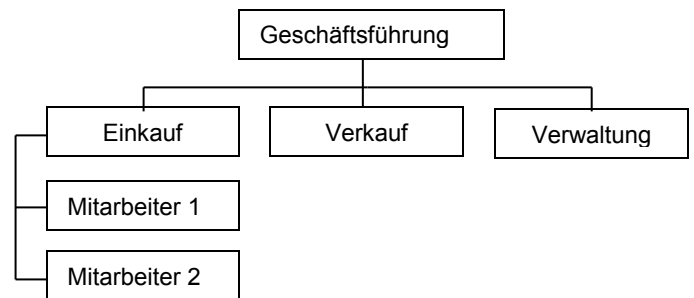 Geschäftsführung
Einkauf
Verkauf
Verwaltung
Mitarbeiter 1
Mitarbeiter 2